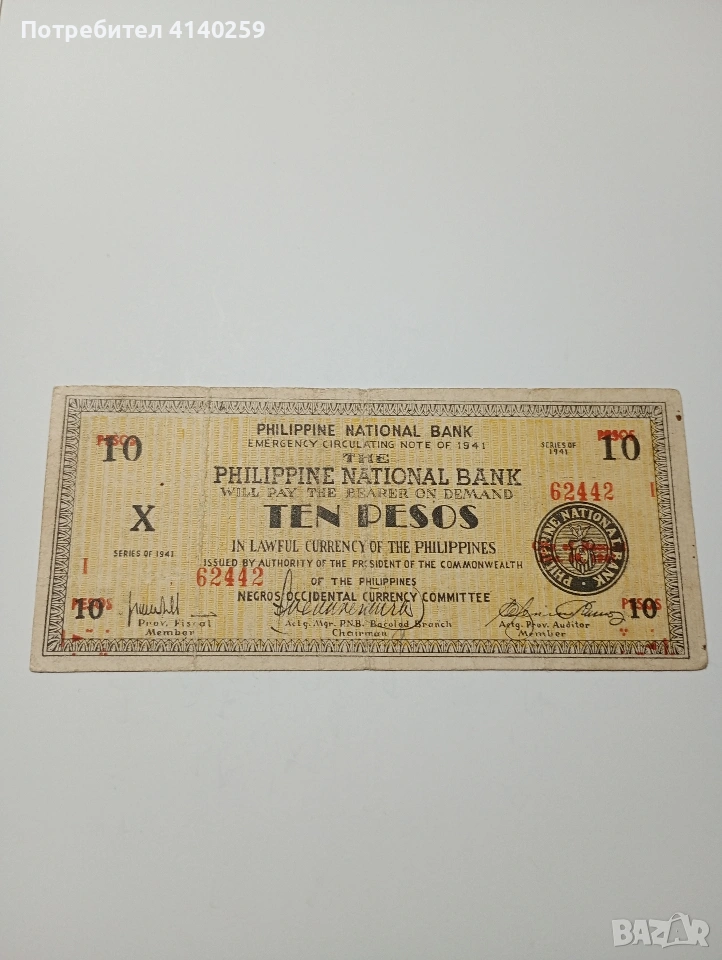 Потребител 4140259
PHILIPPINE NATIONAL BANK
EMERGENCY CIRCULATING NOTE OF 1941
PESOS 10
SERIES OF 1941
PESOS 10
THE
PHILIPPINE NATIONAL BANK
WILL PAY THE BEARER ON DEMAND
62442 I
X
TEN PESOS
IN LAWFUL CURRENCY OF THE PHILIPPINES
SERIES OF 1941
ISSUED BY AUTHORITY OF THE PRESIDENT OF THE COMMONWEALTH
I
62442
OF THE PHILIPPINES
NEGROS OCCIDENTAL CURRENCY COMMITTEE
PHILIPPINE NATIONAL BANK
PESOS 10
PESOS 10
Prov. Fiscal
Member
Actg. Mgr. P.N.B. Bacolod Branch
Chairman
Actg. Prov. Auditor
Member
BAZAR